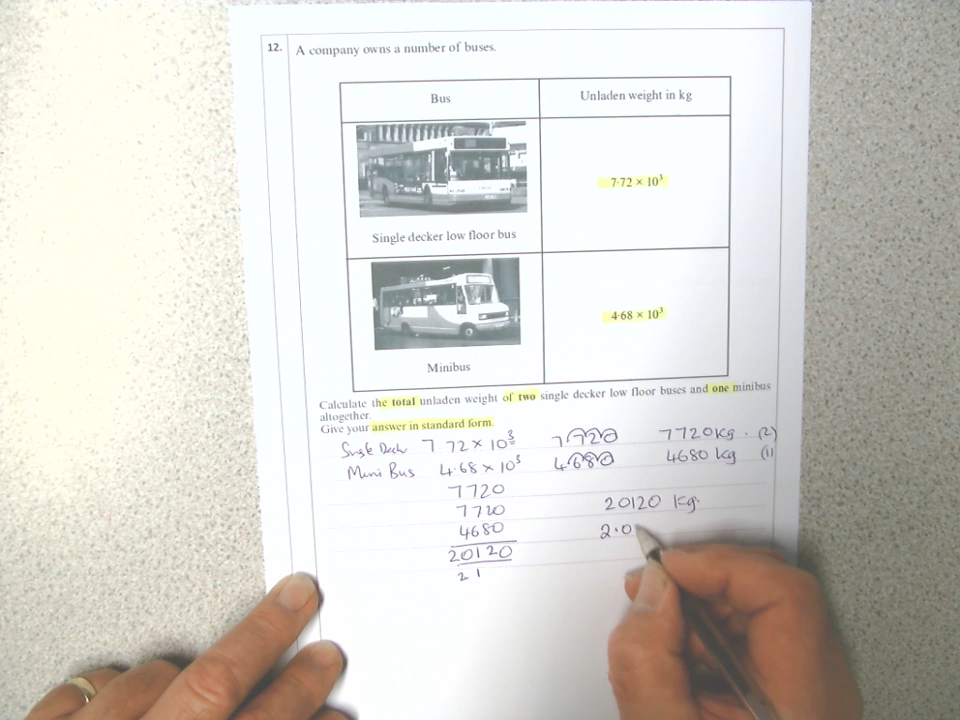 12. A company owns a number of buses.
Bus Unladen weight in kg
7·72 × 10³
Single decker low floor bus
4·68 × 10³
Minibus
Calculate the total unladen weight of two single decker low floor buses and one minibus
altogether.
Give your answer in standard form.
Single Deck 7.72 × 10³ 7720 7720 Kg. (2)
Mini Bus 4.68 × 10³ 4680 4680 Kg (1)
7720
7720 20120 Kg.
4680 2.0
20120
2 1